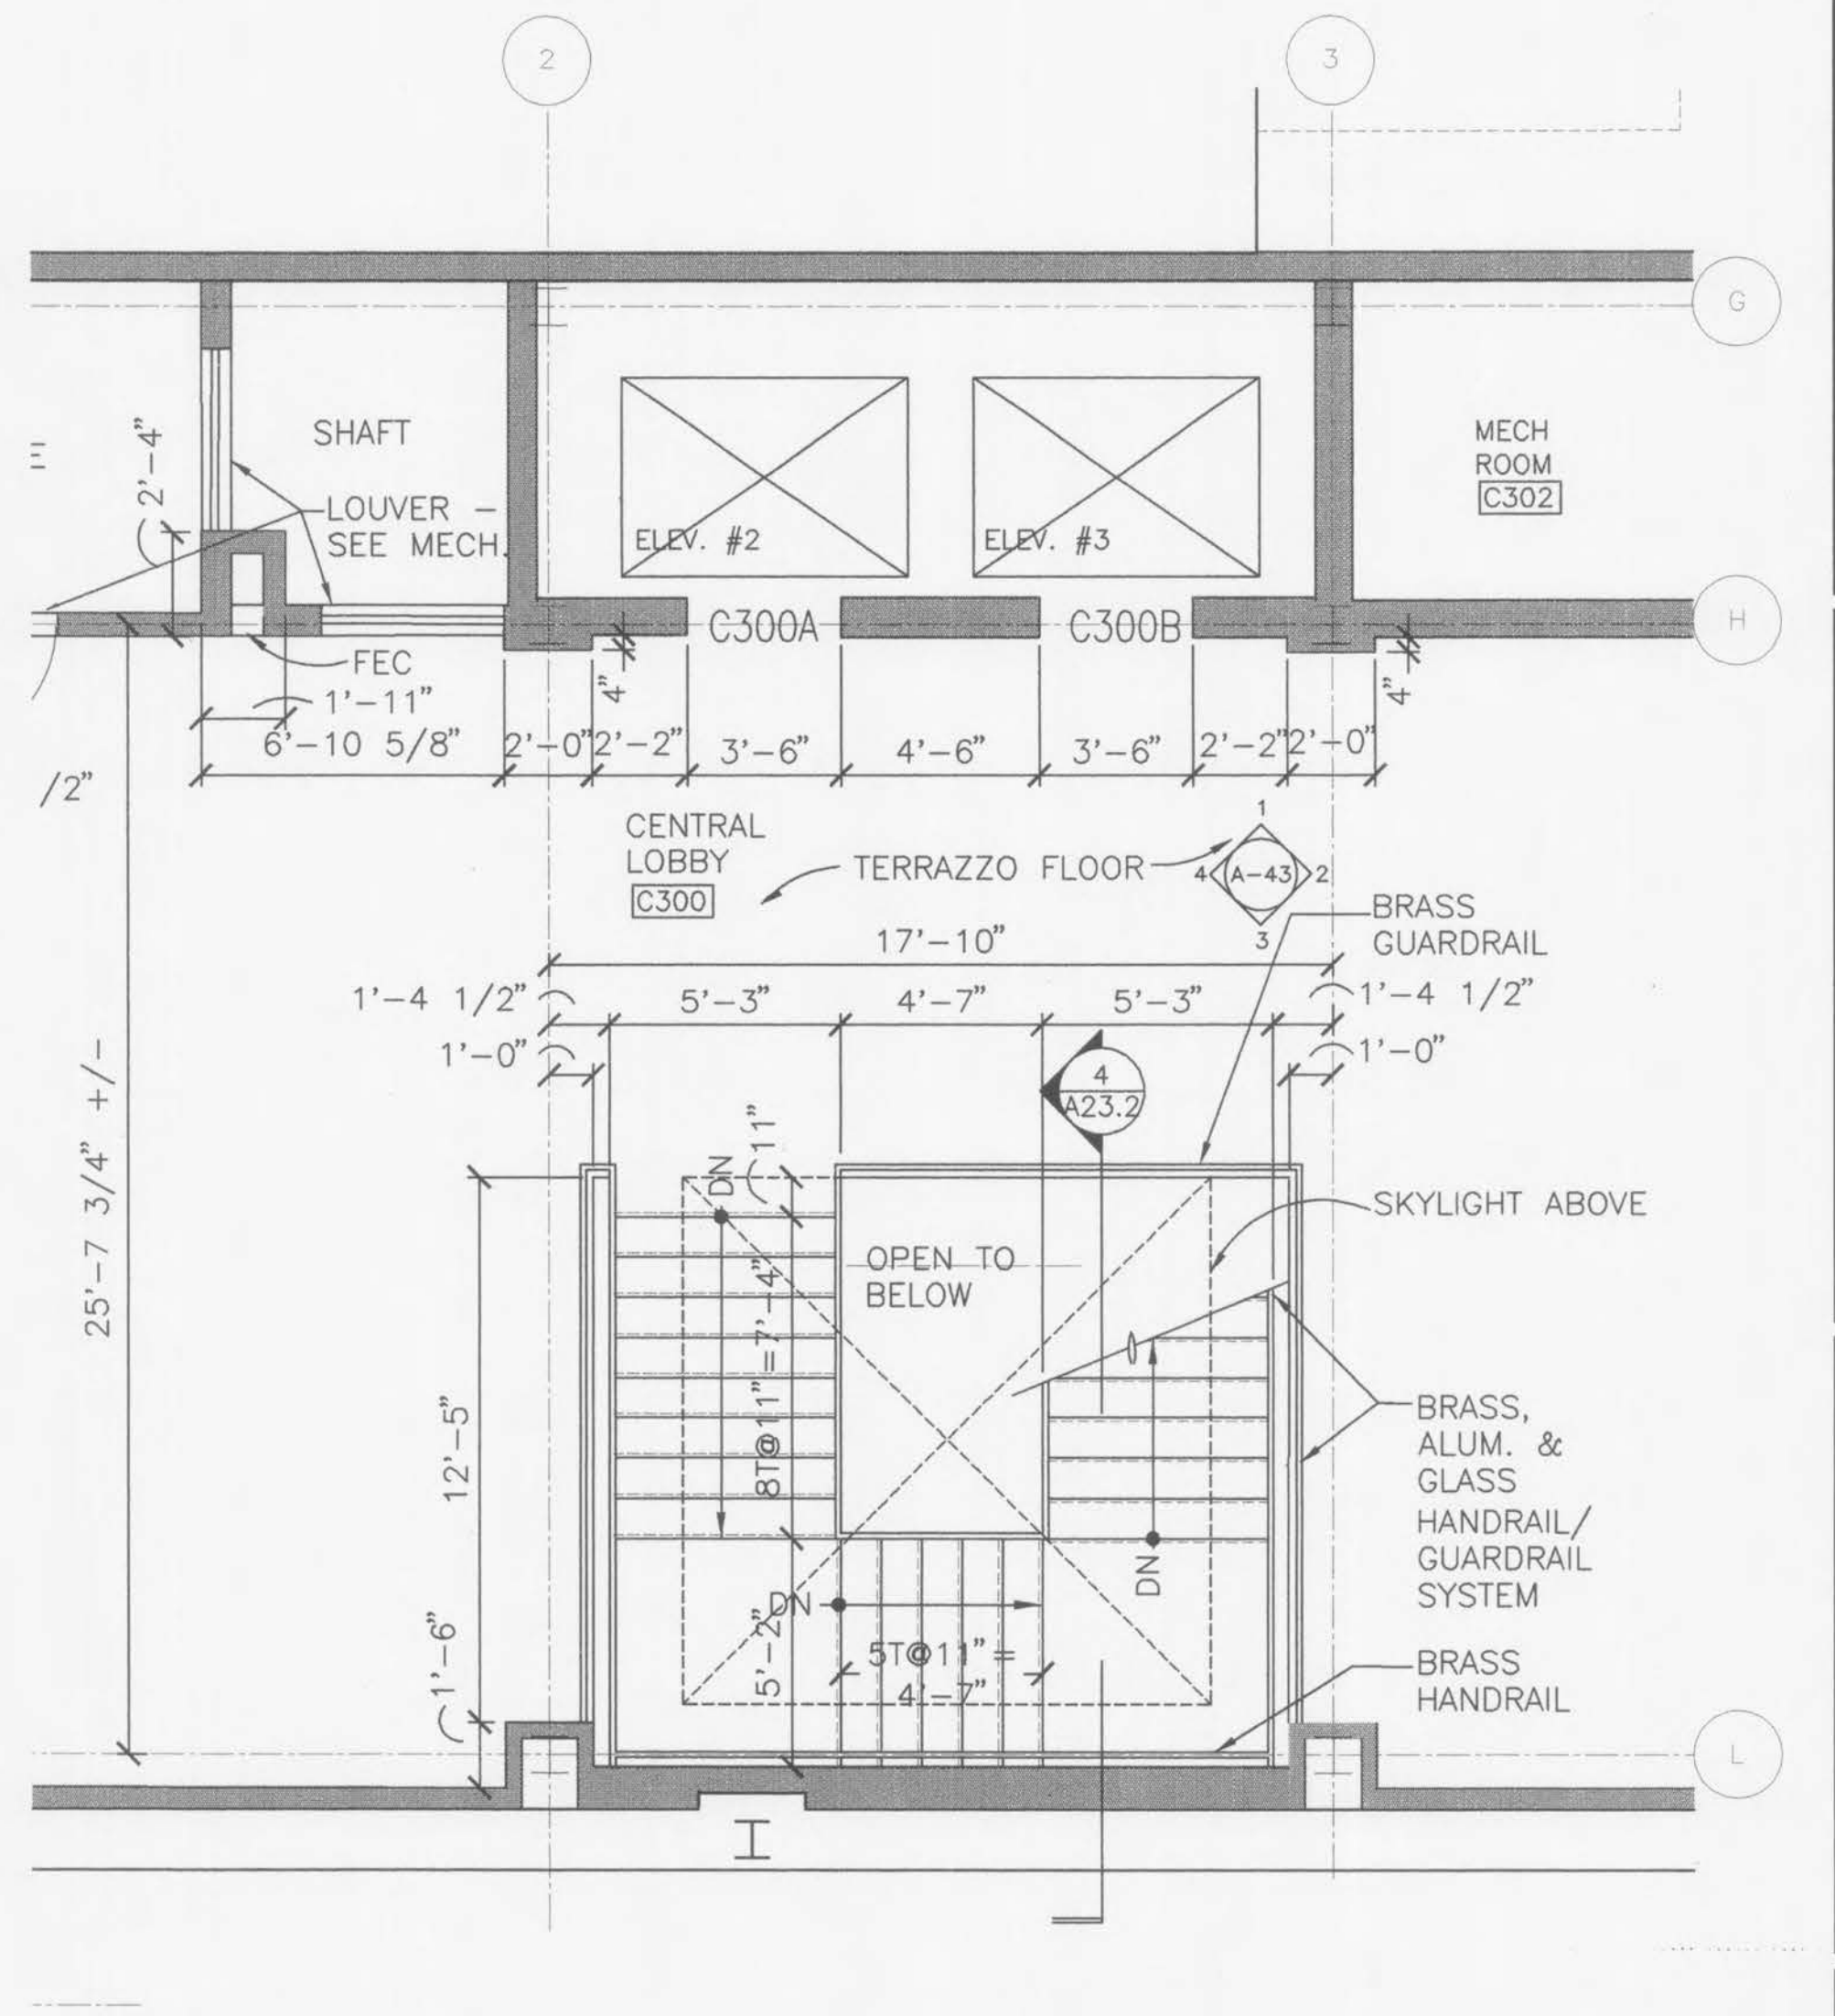 2
3
G
SHAFT
2'-4"
LOUVER -
SEE MECH.
ELEV. #2
ELEV. #3
MECH
ROOM
C302
C300A
C300B
H
FEC
1'-11"
4"
4"
6'-10 5/8"
2'-0"
2'-2"
3'-6"
4'-6"
3'-6"
2'-2"
2'-0"
/2"
CENTRAL
LOBBY
C300
TERRAZZO FLOOR
1
4
A-43
2
3
BRASS
GUARDRAIL
17'-10"
1'-4 1/2"
5'-3"
4'-7"
5'-3"
1'-4 1/2"
1'-0"
1'-0"
4
A23.2
25'-7 3/4" +/-
DN
11"
SKYLIGHT ABOVE
OPEN TO
BELOW
8T@11"=7'-4"
12'-5"
BRASS,
ALUM. &
GLASS
HANDRAIL/
GUARDRAIL
SYSTEM
DN
DN
5'-2"
5T@11" =
4'-7"
1'-6"
BRASS
HANDRAIL
L